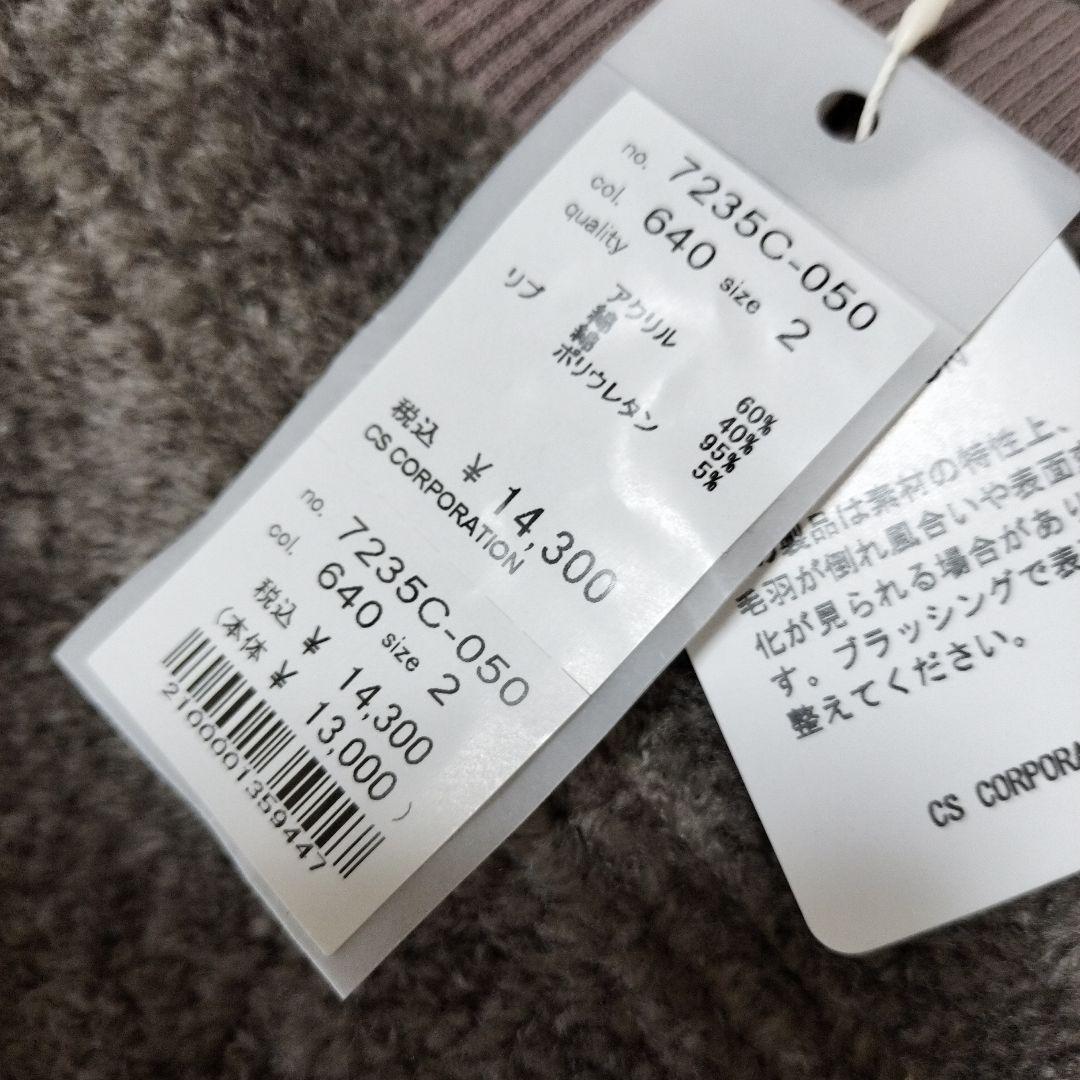 no. 7235C-050
col. 640 size 2
quality
アクリル 60%
綿 40%
リブ 綿 95%
ポリウレタン 5%
税込 ¥ 14,300
CS CORPORATION
no. 7235C-050
col. 640 size 2
税込 ¥ 14,300
(本体 ¥ 13,000)
2100001359447
製品は素材の特性上、
毛羽が倒れ風合いや表面
化が見られる場合があり
す。ブラッシングで表
整えてください。
CS CORPORA